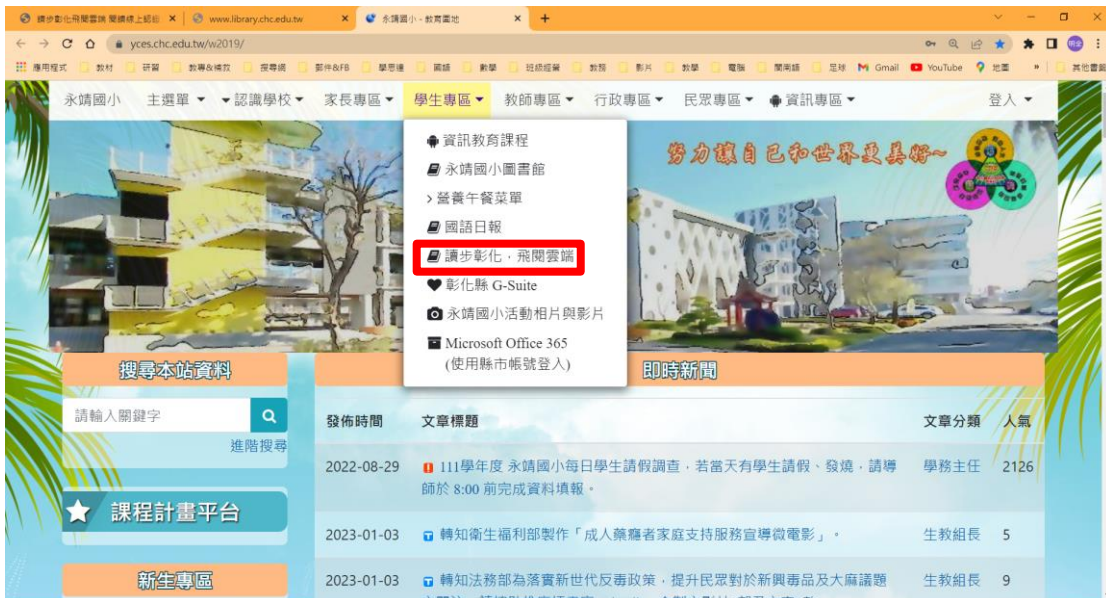 讀步彰化飛閱雲端 閱讀線上認証
www.library.chc.edu.tw
永靖國小 - 教育園地
yces.chc.edu.tw/w2019/
應用程式 教材 研習 教專&補救 搜尋網 郵件&FB 學思達 國語 數學 班級經營 教務 影片 教學 電腦 閩南語 足球 Gmail YouTube 地圖 » 其他書籤
永靖國小 主選單 認識學校 家長專區 學生專區 教師專區 行政專區 民眾專區 資訊專區 登入
資訊教育課程
永靖國小圖書館
努力讓自己和世界更美好~
>營養午餐菜單
國語日報
讀步彰化，飛閱雲端
彰化縣 G-Suite
永靖國小活動相片與影片
Microsoft Office 365
(使用縣市帳號登入)
搜尋本站資料
請輸入關鍵字
進階搜尋
課程計畫平台
新生專區
即時新聞
發佈時間 文章標題 文章分類 人氣
2022-08-29 111學年度 永靖國小每日學生請假調查，若當天有學生請假、發燒，請導 學務主任 2126
師於 8:00 前完成資料填報。
2023-01-03 轉知衛生福利部製作「成人藥癮者家庭支持服務宣導微電影」。 生教組長 5
2023-01-03 轉知法務部為落實新世代反毒政策，提升民眾對於新興毒品及大麻議題 生教組長 9